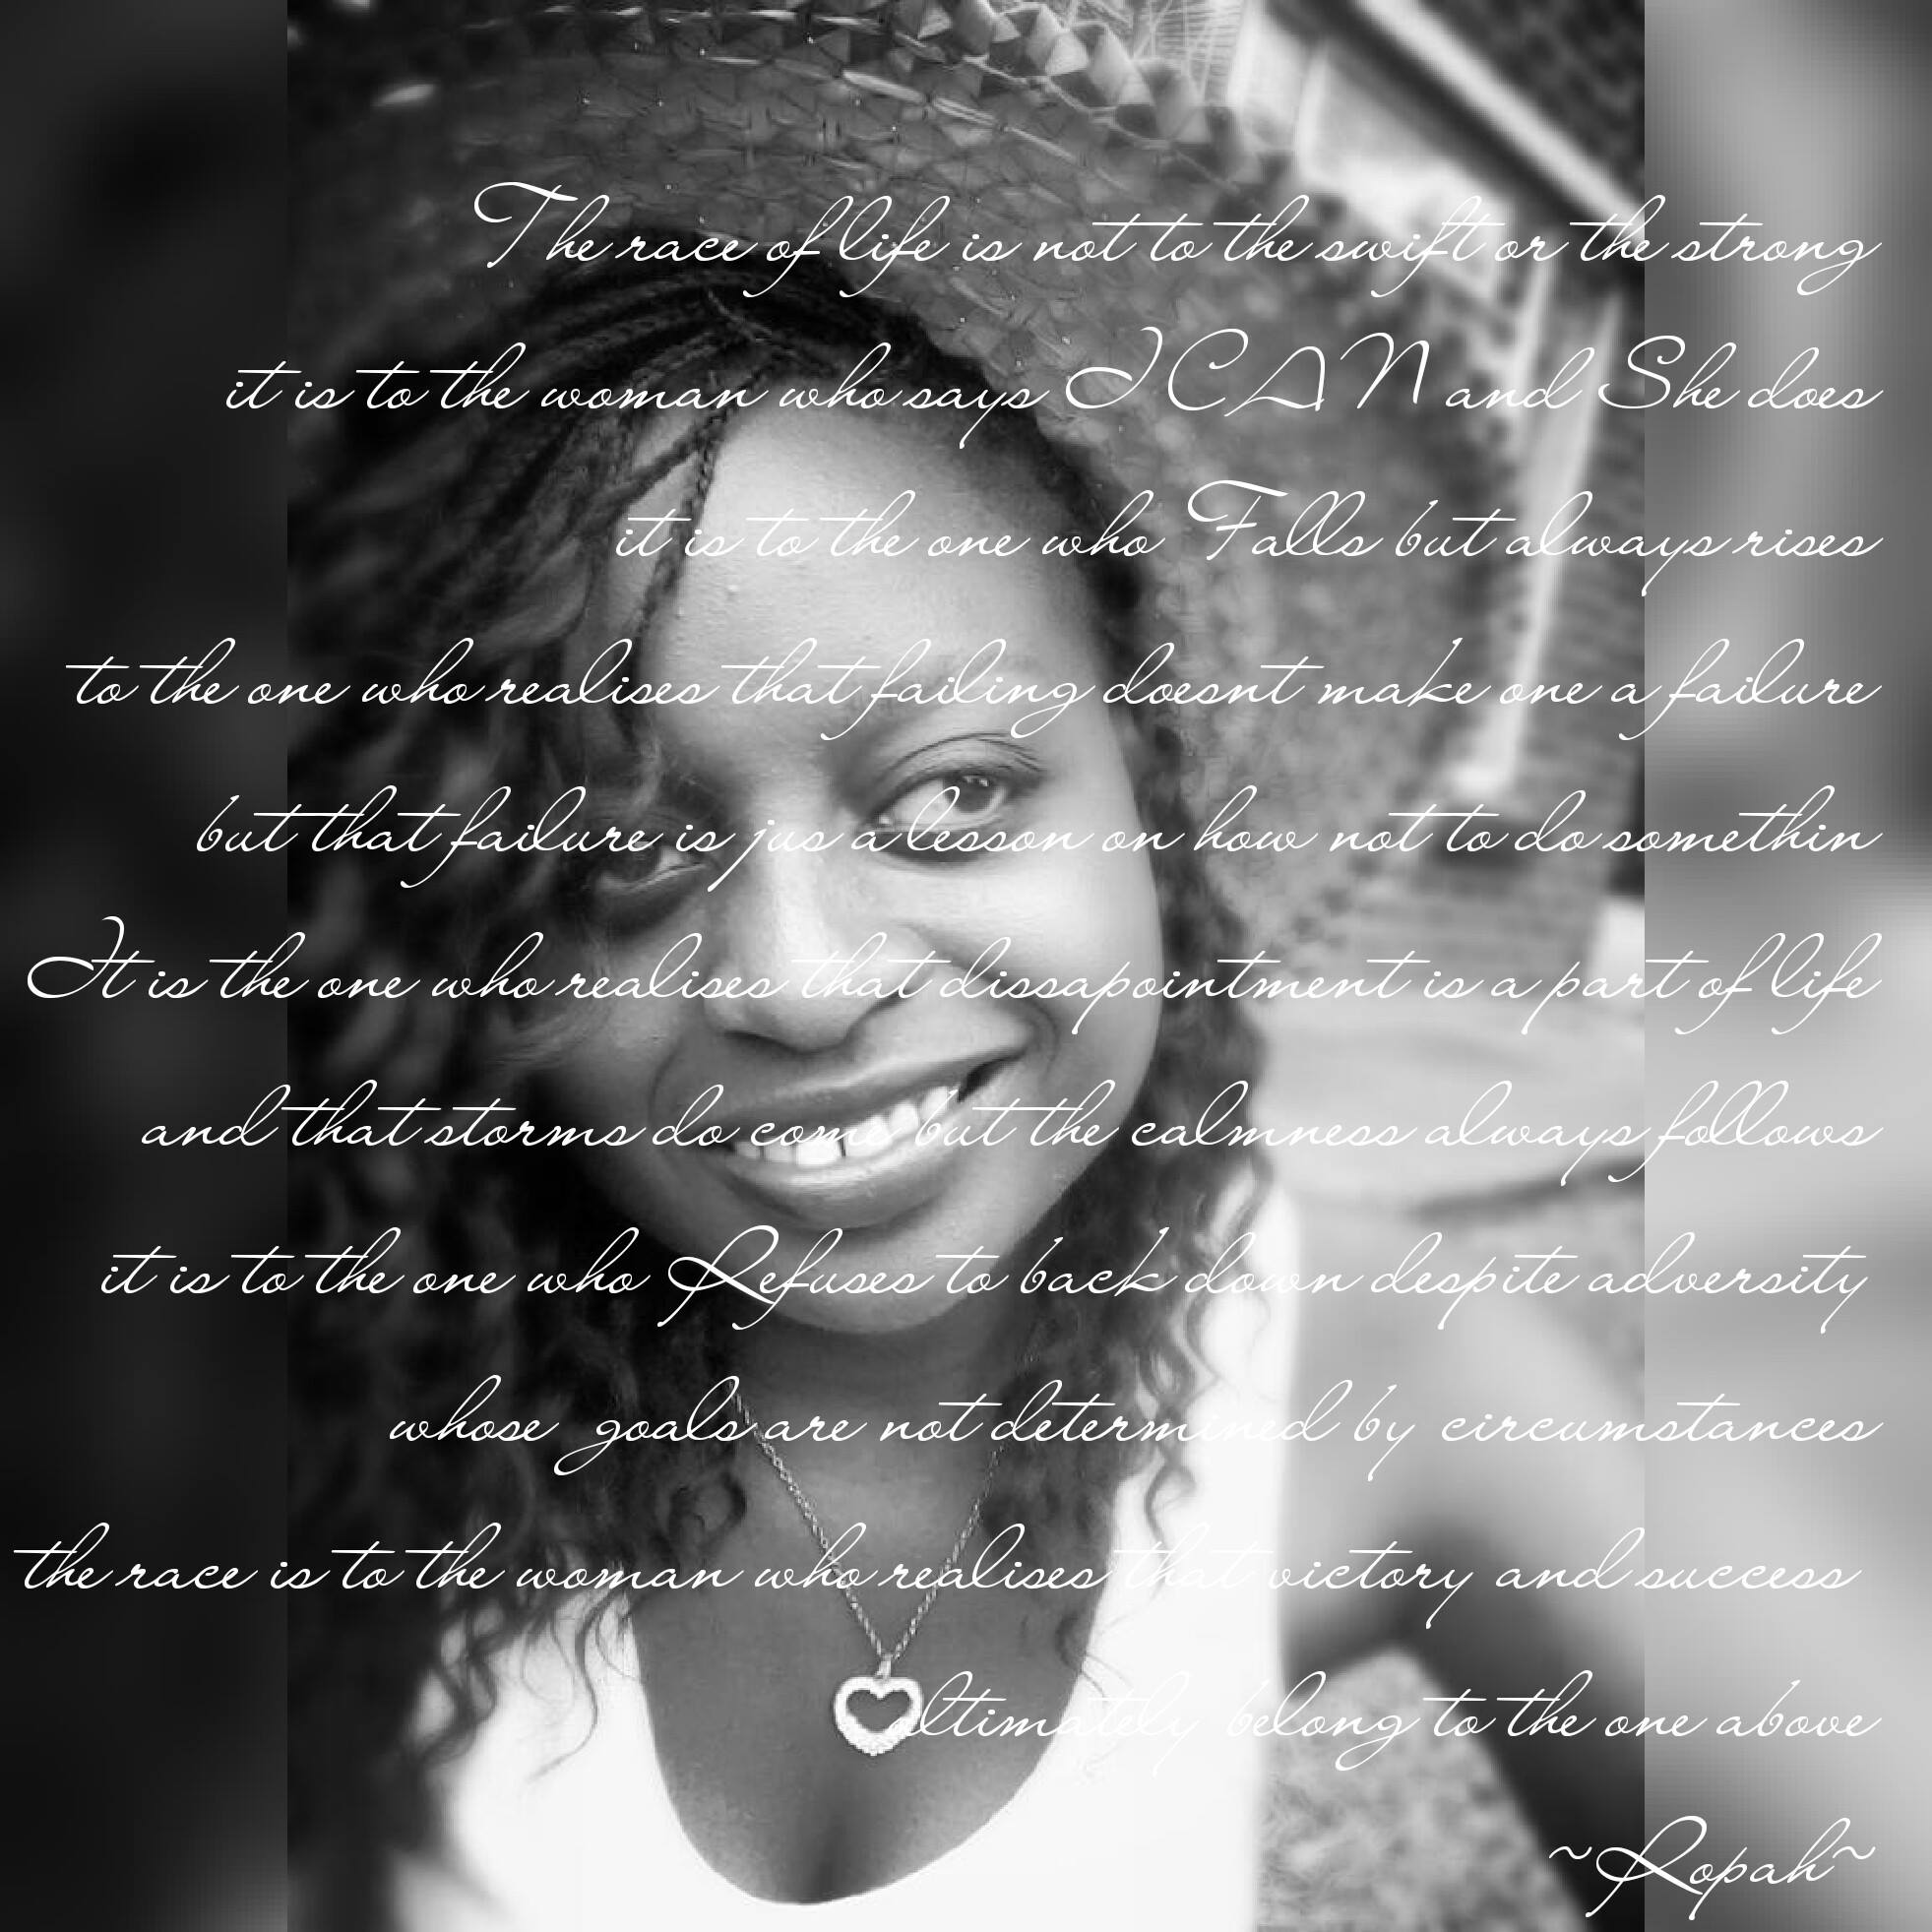 The race of life is not to the swift or the strong
it is to the woman who says I CAN and She does
it is to the one who Falls but always rises
to the one who realises that failing doesnt make one a failure
but that failure is jus a lesson on how not to do somethin
It is the one who realises that dissapointment is a part of life
and that storms do come but the calmness always follows
it is to the one who Refuses to back down despite adversity
whose goals are not determined by circumstances
the race is to the woman who realises that victory and success
ultimately belong to the one above
~Ropah~